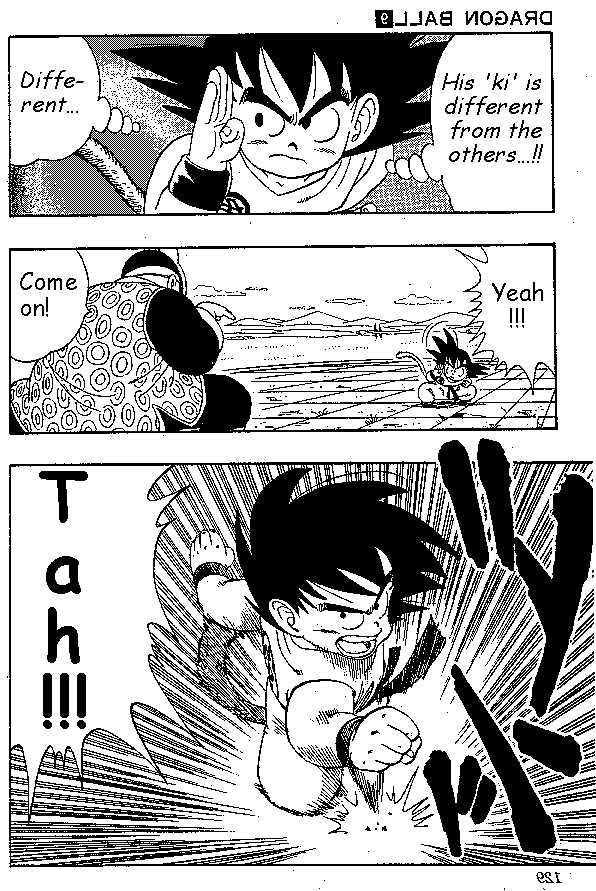 DRAGON BALL 9
Diffe-
rent...
His 'ki' is
different
from the
others...!!
Come
on!
Yeah
!!!
T
a
h
!!!
129